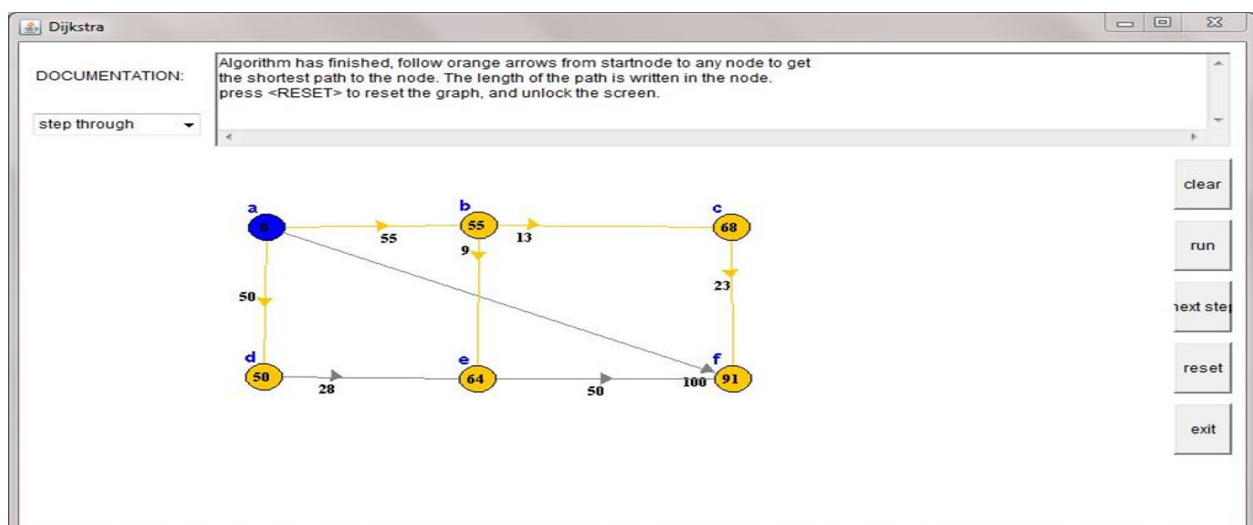 Dijkstra
DOCUMENTATION:
Algorithm has finished, follow orange arrows from startnode to any node to get
the shortest path to the node. The length of the path is written in the node.
press <RESET> to reset the graph, and unlock the screen.
step through
clear
run
next step
reset
exit
a
b
c
0
55
68
55
13
9
23
50
d
e
f
50
64
91
28
50
100